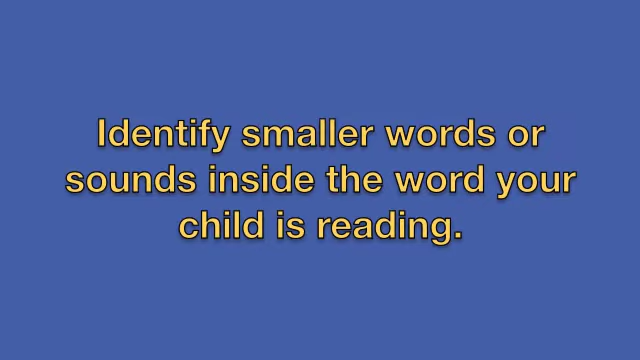 Identify smaller words or
sounds inside the word your
child is reading.